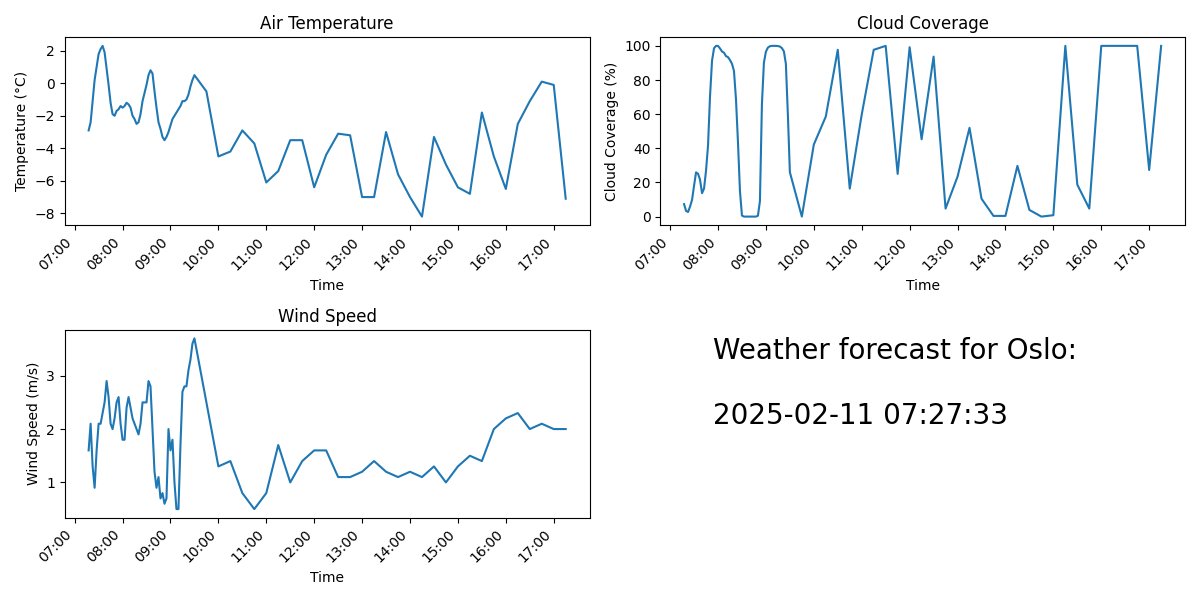 Air Temperature
Temperature (°C)
2
0
−2
−4
−6
−8
07:00 08:00 09:00 10:00 11:00 12:00 13:00 14:00 15:00 16:00 17:00
Time
Cloud Coverage
Cloud Coverage (%)
100
80
60
40
20
0
07:00 08:00 09:00 10:00 11:00 12:00 13:00 14:00 15:00 16:00 17:00
Time
Wind Speed
Wind Speed (m/s)
3
2
1
07:00 08:00 09:00 10:00 11:00 12:00 13:00 14:00 15:00 16:00 17:00
Time
Weather forecast for Oslo:
2025-02-11 07:27:33